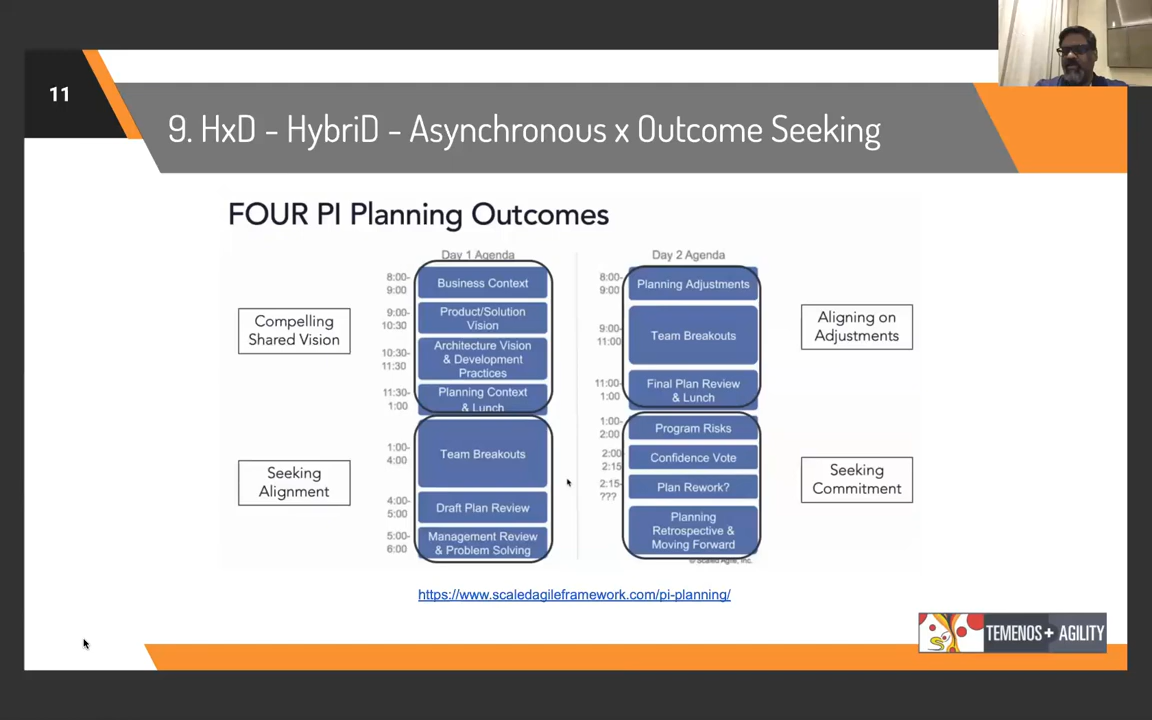 11
9. HxD - HybriD - Asynchronous x Outcome Seeking
FOUR PI Planning Outcomes
Day 1 Agenda
8:00-
9:00
Business Context
9:00-
10:30
Product/Solution
Vision
10:30-
11:30
Architecture Vision
& Development
Practices
11:30-
1:00
Planning Context
& Lunch
1:00-
4:00
Team Breakouts
4:00-
5:00
Draft Plan Review
5:00-
6:00
Management Review
& Problem Solving
Compelling
Shared Vision
Seeking
Alignment
Day 2 Agenda
8:00-
9:00
Planning Adjustments
9:00-
11:00
Team Breakouts
11:00-
1:00
Final Plan Review
& Lunch
1:00-
2:00
Program Risks
2:00-
2:15
Confidence Vote
2:15-
???
Plan Rework?
Planning
Retrospective &
Moving Forward
Aligning on
Adjustments
Seeking
Commitment
© Scaled Agile, Inc.
https://www.scaledagileframework.com/pi-planning/
TEMENOS+ AGILITY